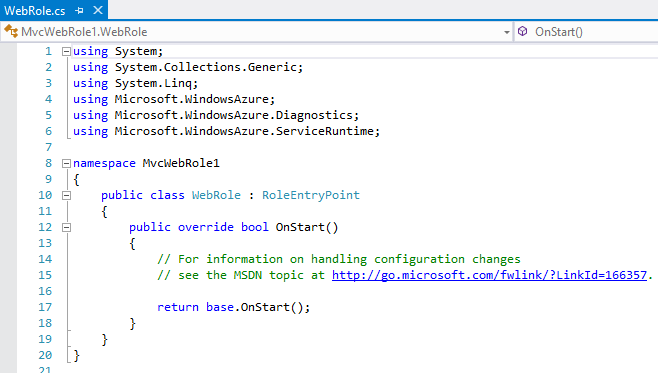 WebRole.cs
MvcWebRole1.WebRole OnStart()
1 using System;
2 using System.Collections.Generic;
3 using System.Linq;
4 using Microsoft.WindowsAzure;
5 using Microsoft.WindowsAzure.Diagnostics;
6 using Microsoft.WindowsAzure.ServiceRuntime;
7
8 namespace MvcWebRole1
9 {
10 public class WebRole : RoleEntryPoint
11 {
12 public override bool OnStart()
13 {
14 // For information on handling configuration changes
15 // see the MSDN topic at http://go.microsoft.com/fwlink/?LinkId=166357.
16
17 return base.OnStart();
18 }
19 }
20 }
21